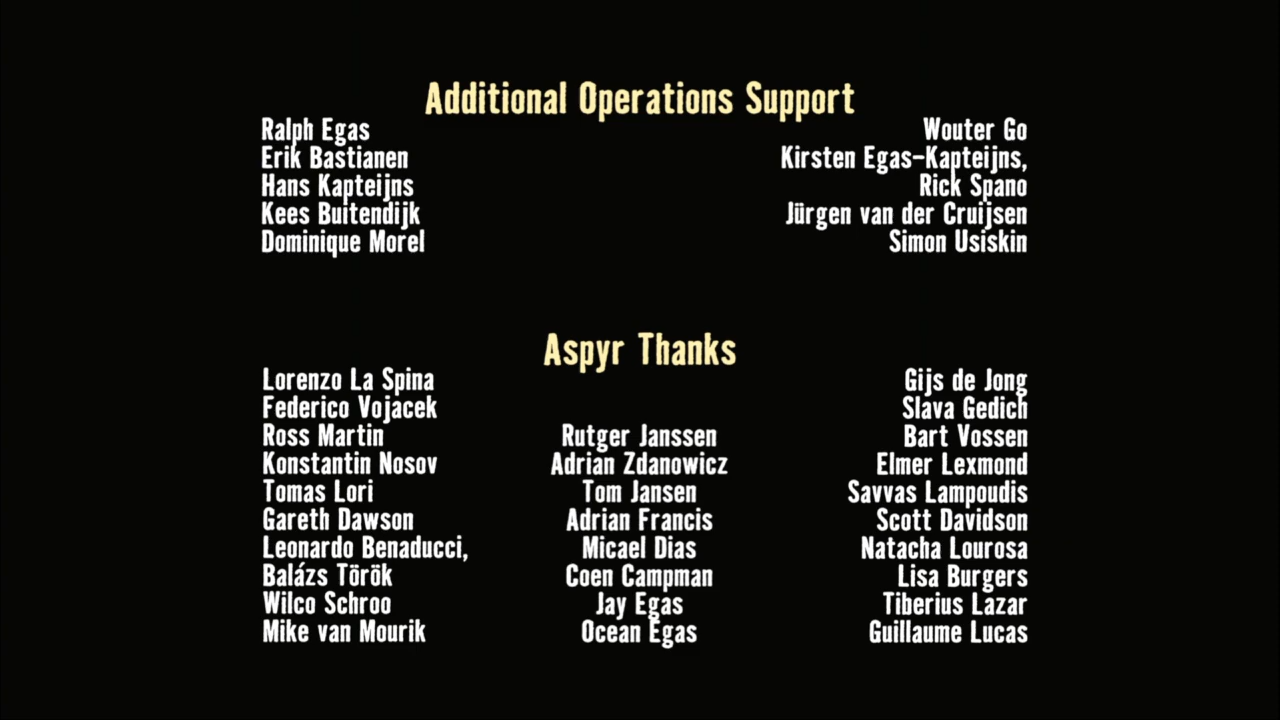 Additional Operations Support
Ralph Egas
Wouter Go
Erik Bastianen
Kirsten Egas-Kapteijns,
Hans Kapteijns
Rick Spano
Kees Buitendijk
Jürgen van der Cruijsen
Dominique Morel
Simon Usiskin
Aspyr Thanks
Lorenzo La Spina
Gijs de Jong
Federico Vojacek
Slava Gedich
Ross Martin
Rutger Janssen
Bart Vossen
Konstantin Nosov
Adrian Zdanowicz
Elmer Lexmond
Tomas Lori
Tom Jansen
Savvas Lampoudis
Gareth Dawson
Adrian Francis
Scott Davidson
Leonardo Benaducci,
Micael Dias
Natacha Lourosa
Balázs Török
Coen Campman
Lisa Burgers
Wilco Schroo
Jay Egas
Tiberius Lazar
Mike van Mourik
Ocean Egas
Guillaume Lucas